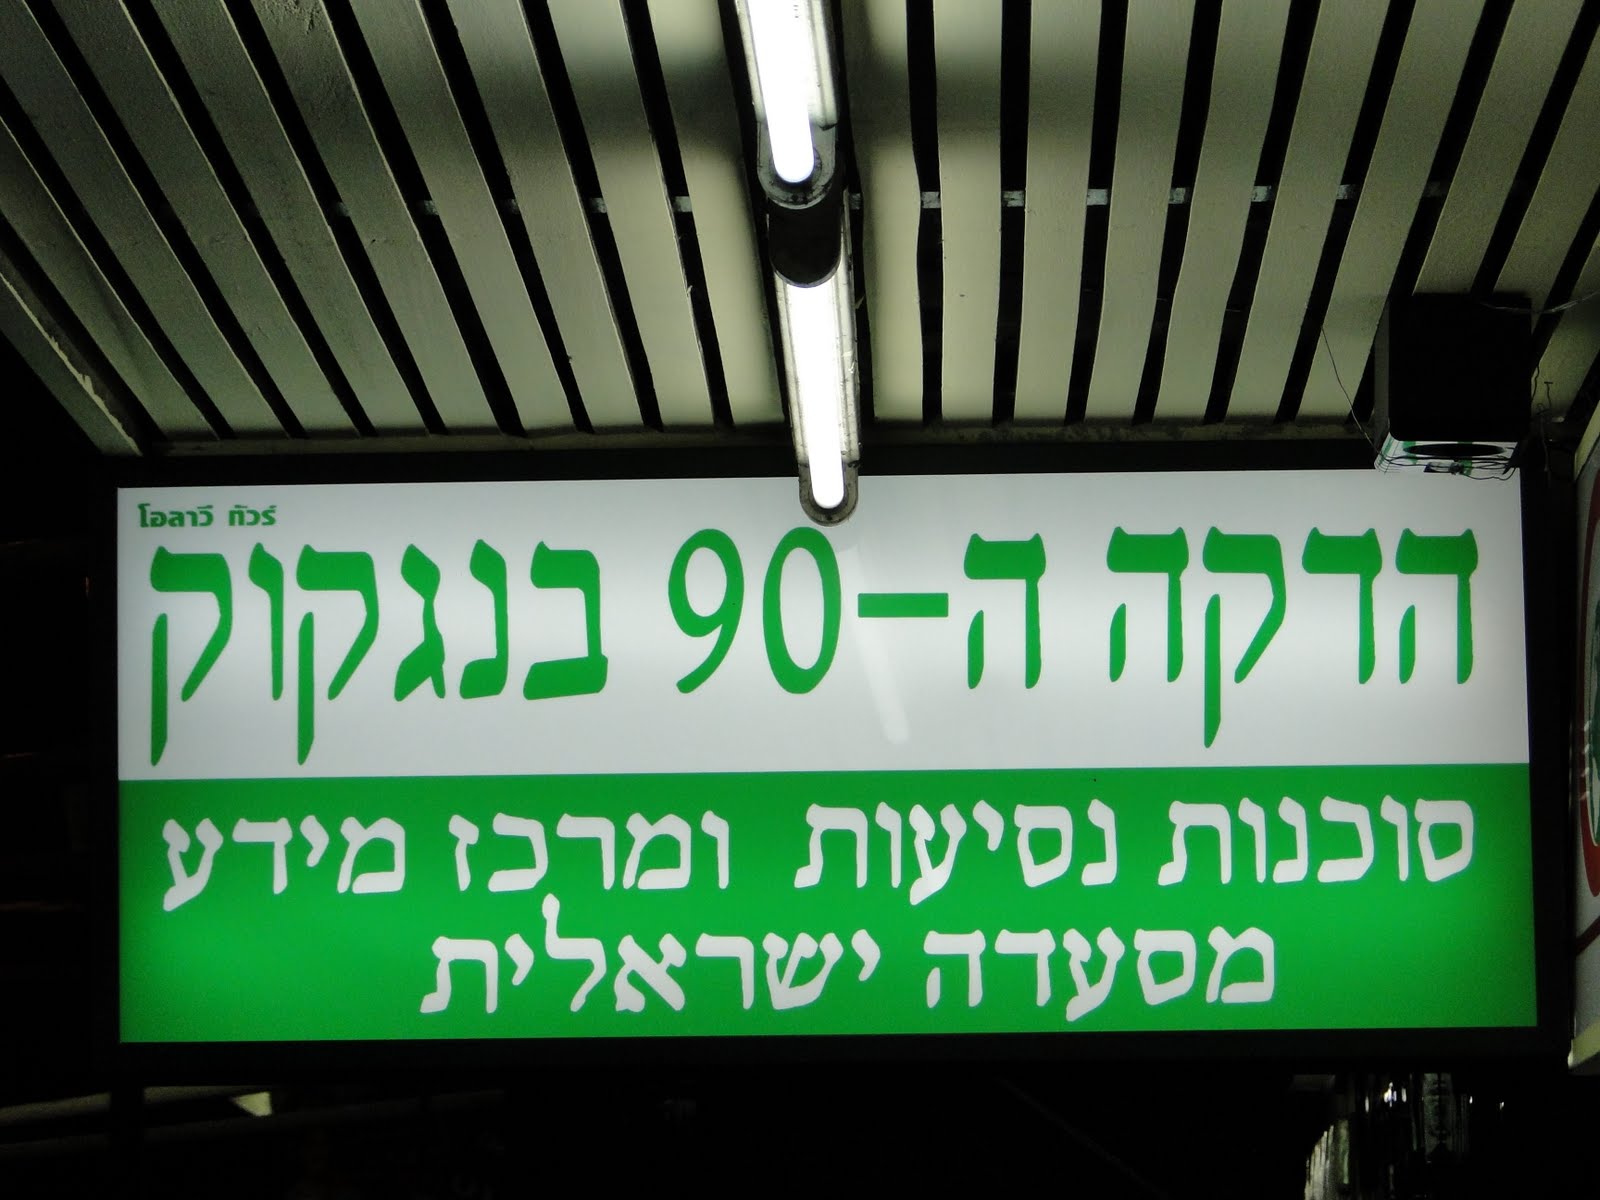 โอลาวี ทัวร์
הדקה ה-90 בנגקוק
סוכנות נסיעות ומרכז מידע
מסעדה ישראלית